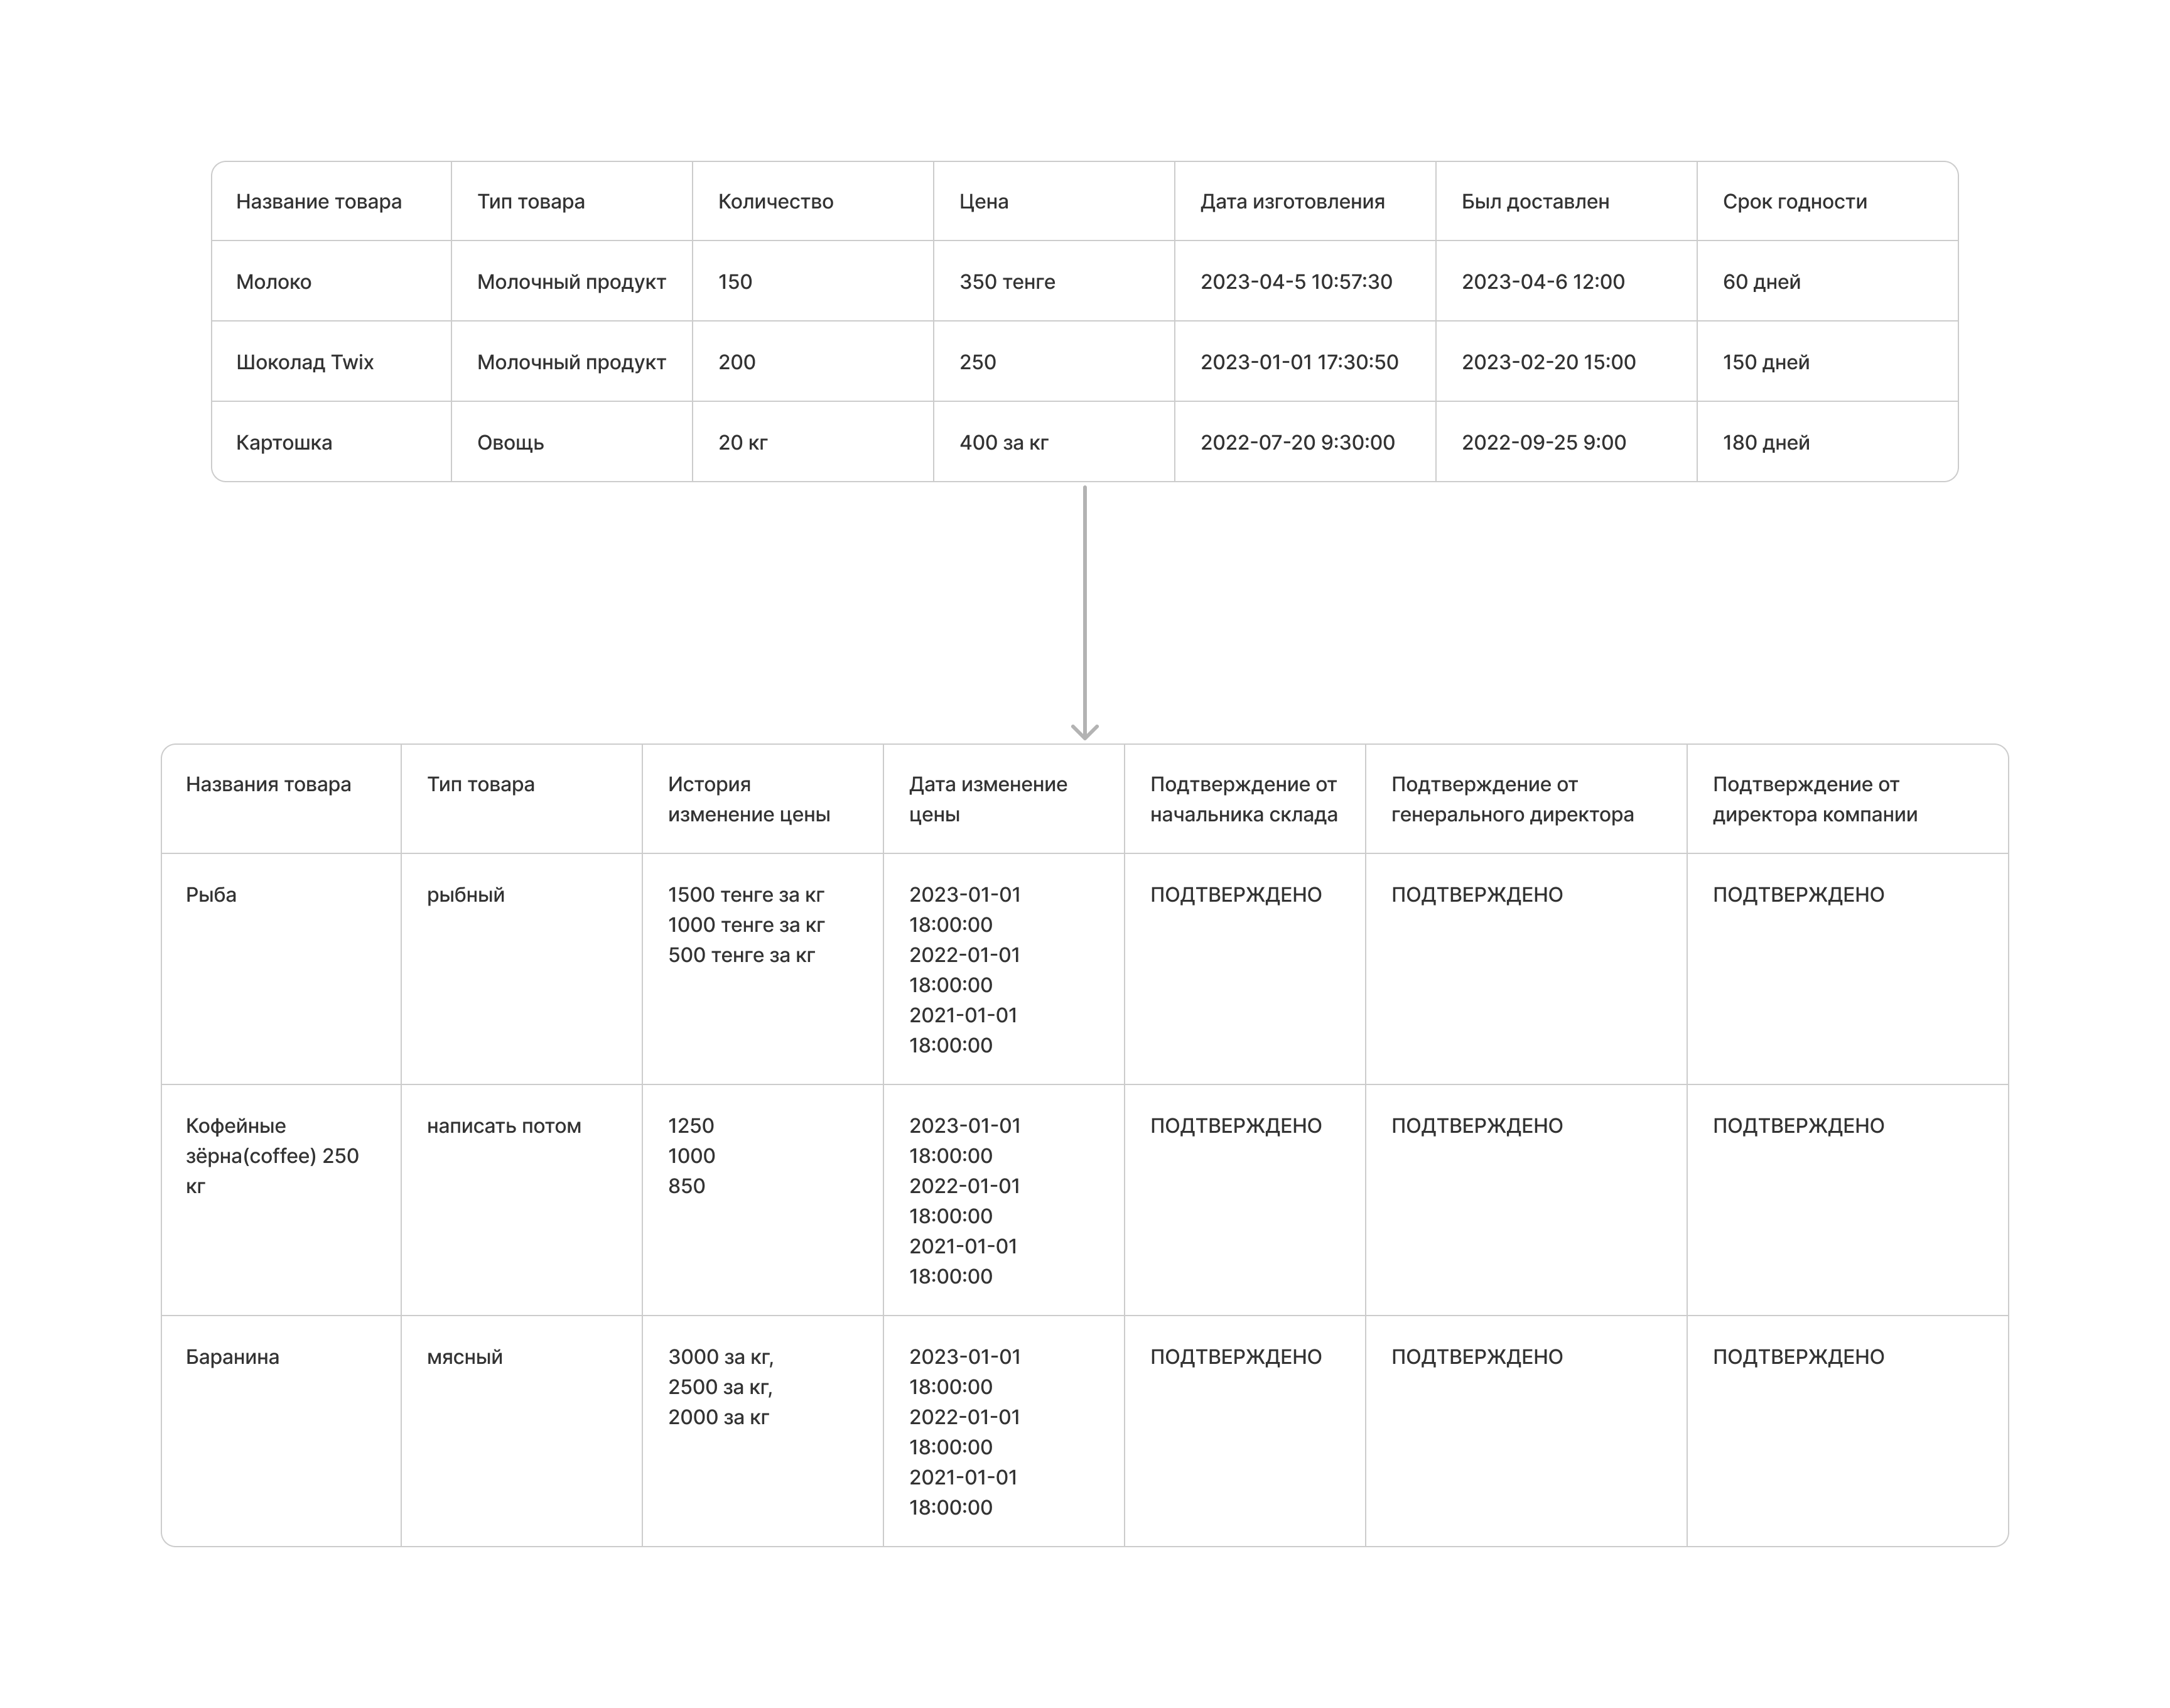 Название товара
Тип товара
Количество
Цена
Дата изготовления
Был доставлен
Срок годности
Молоко
Молочный продукт
150
350 тенге
2023-04-5 10:57:30
2023-04-6 12:00
60 дней
Шоколад Twix
Молочный продукт
200
250
2023-01-01 17:30:50
2023-02-20 15:00
150 дней
Картошка
Овощь
20 кг
400 за кг
2022-07-20 9:30:00
2022-09-25 9:00
180 дней
Названия товара
Тип товара
История
изменение цены
Дата изменение
цены
Подтверждение от
начальника склада
Подтверждение от
генерального директора
Подтверждение от
директора компании
Рыба
рыбный
1500 тенге за кг
1000 тенге за кг
500 тенге за кг
2023-01-01
18:00:00
2022-01-01
18:00:00
2021-01-01
18:00:00
ПОДТВЕРЖДЕНО
ПОДТВЕРЖДЕНО
ПОДТВЕРЖДЕНО
Кофейные
зёрна(coffee) 250
кг
написать потом
1250
1000
850
2023-01-01
18:00:00
2022-01-01
18:00:00
2021-01-01
18:00:00
ПОДТВЕРЖДЕНО
ПОДТВЕРЖДЕНО
ПОДТВЕРЖДЕНО
Баранина
мясный
3000 за кг,
2500 за кг,
2000 за кг
2023-01-01
18:00:00
2022-01-01
18:00:00
2021-01-01
18:00:00
ПОДТВЕРЖДЕНО
ПОДТВЕРЖДЕНО
ПОДТВЕРЖДЕНО